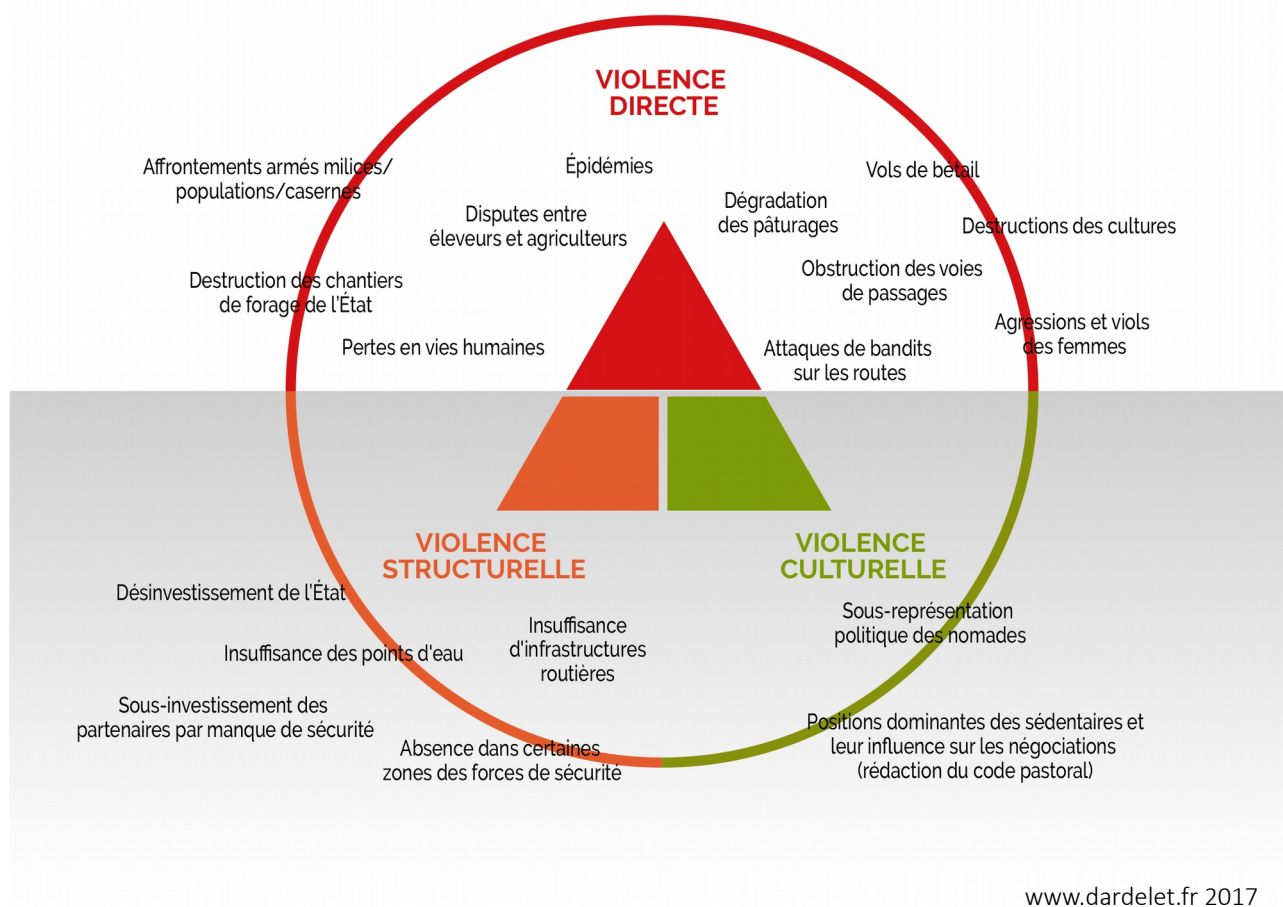 VIOLENCE
DIRECTE
Affrontements armés milices/
populations/casernes
Épidémies
Vols de bétail
Disputes entre
éleveurs et agriculteurs
Dégradation
des pâturages
Destructions des cultures
Destruction des chantiers
de forage de l'État
Obstruction des voies
de passages
Agressions et viols
des femmes
Pertes en vies humaines
Attaques de bandits
sur les routes
VIOLENCE
STRUCTURELLE
VIOLENCE
CULTURELLE
Désinvestissement de l'État
Insuffisance des points d'eau
Insuffisance
d'infrastructures
routières
Sous-représentation
politique des nomades
Sous-investissement des
partenaires par manque de sécurité
Absence dans certaines
zones des forces de sécurité
Positions dominantes des sédentaires et
leur influence sur les négociations
(rédaction du code pastoral)
www.dardelet.fr 2017